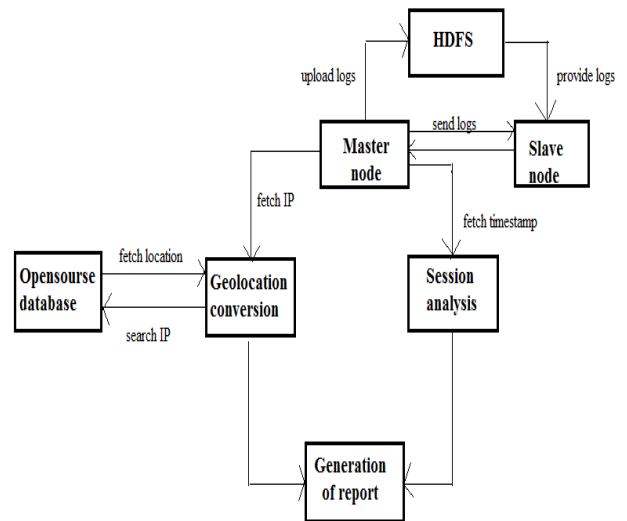 HDFS
upload logs
provide logs
send logs
Master
node
Slave
node
fetch IP
fetch timestamp
fetch location
Opensourse
database
Geolocation
conversion
Session
analysis
search IP
Generation
of report